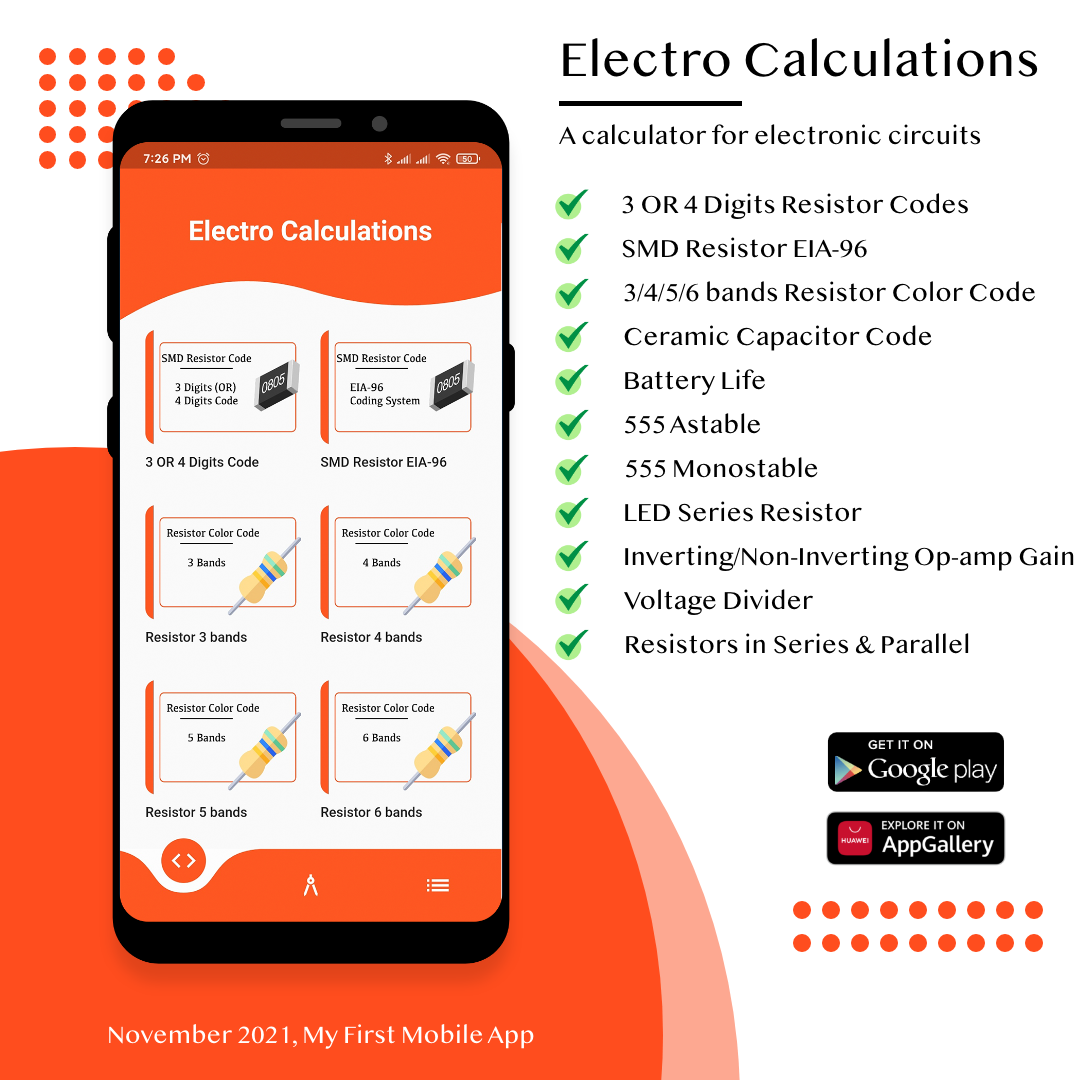 Electro Calculations
A calculator for electronic circuits
3 OR 4 Digits Resistor Codes
SMD Resistor EIA-96
3/4/5/6 bands Resistor Color Code
Ceramic Capacitor Code
Battery Life
555 Astable
555 Monostable
LED Series Resistor
Inverting/Non-Inverting Op-amp Gain
Voltage Divider
Resistors in Series & Parallel
7:26 PM
50
Electro Calculations
SMD Resistor Code
3 Digits (OR)
4 Digits Code
0805
3 OR 4 Digits Code
SMD Resistor Code
EIA-96
Coding System
0805
SMD Resistor EIA-96
Resistor Color Code
3 Bands
Resistor 3 bands
Resistor Color Code
4 Bands
Resistor 4 bands
Resistor Color Code
5 Bands
Resistor 5 bands
Resistor Color Code
6 Bands
Resistor 6 bands
GET IT ON
Google play
HUAWEI
EXPLORE IT ON
AppGallery
November 2021, My First Mobile App